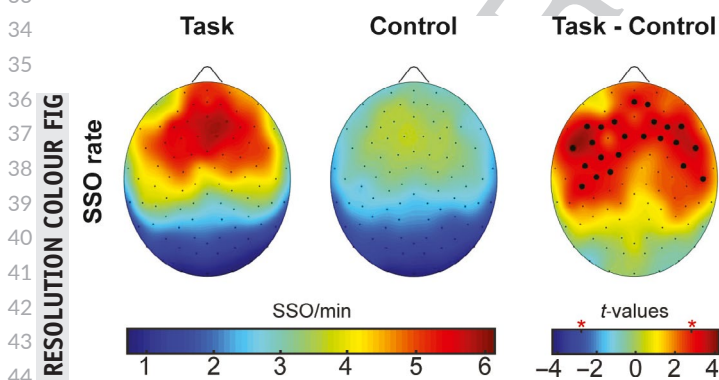 Task
Control
Task - Control
34
35
36
37
38
39
40
41
42
43
44
RESOLUTION COLOUR FIG
SSO rate
SSO/min
1 2 3 4 5 6
t-values
* *
−4 −2 0 2 4